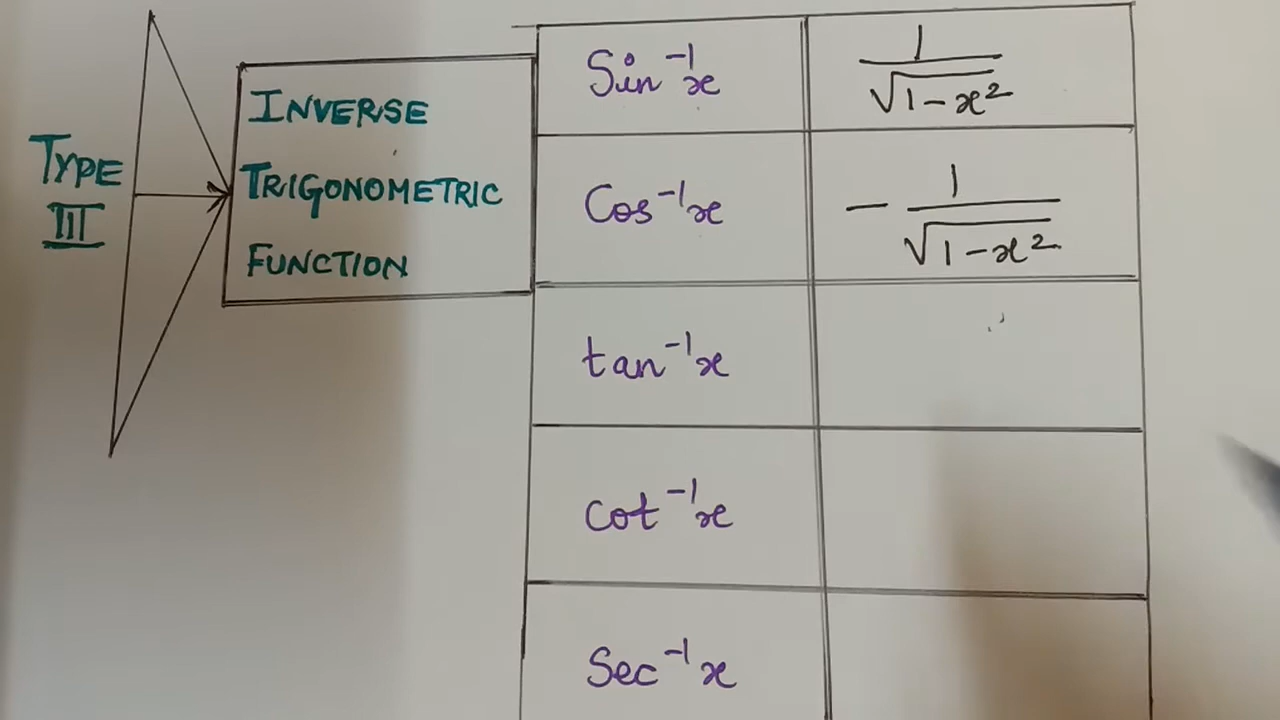 TYPE
III
INVERSE
TRIGONOMETRIC
FUNCTION
Sin⁻¹x
1
√1-x²
Cos⁻¹x
- 1
√1-x²
tan⁻¹x
cot⁻¹x
Sec⁻¹x